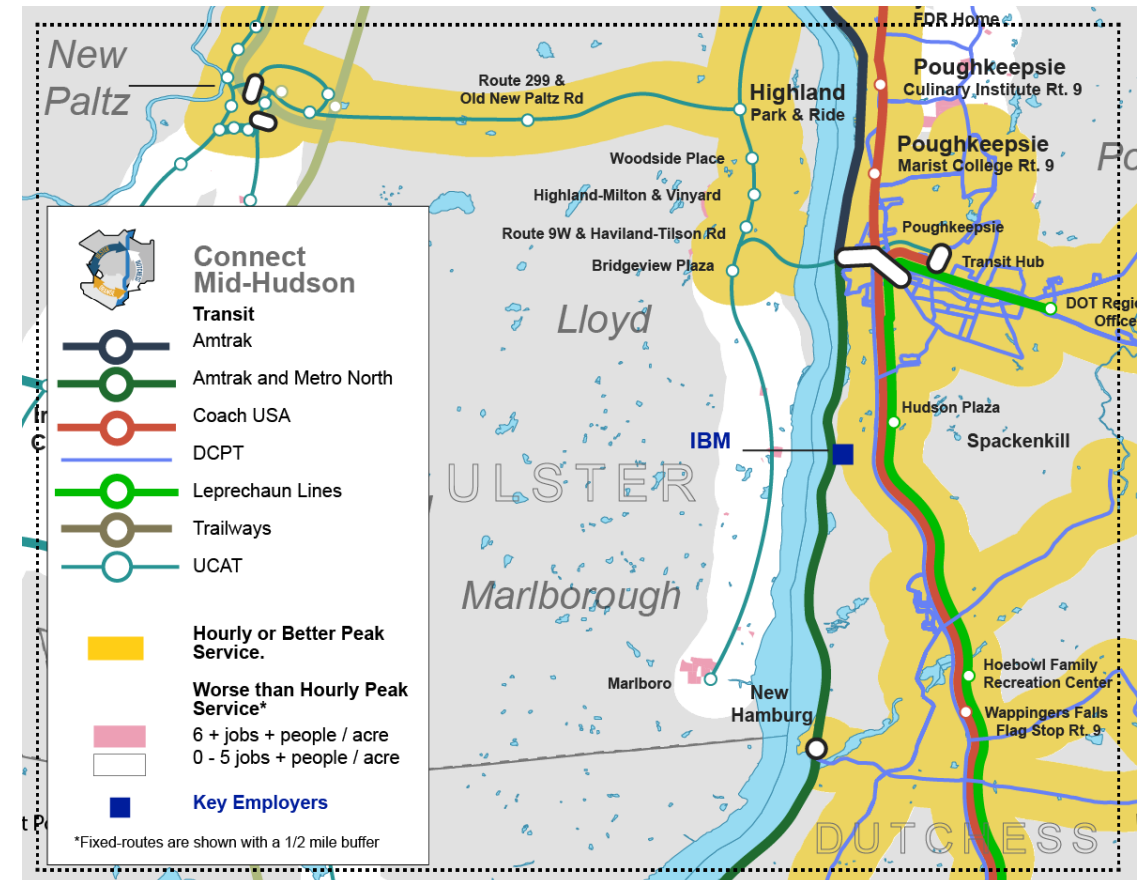 FDR Home
New
Paltz
Route 299 &
Old New Paltz Rd
Highland
Park & Ride
Poughkeepsie
Culinary Institute Rt. 9
Poughkeepsie
Marist College Rt. 9
Po
Woodside Place
Highland-Milton & Vinyard
Route 9W & Haviland-Tilson Rd
Bridgeview Plaza
Poughkeepsie
Transit Hub
DOT Regi
Office
Lloyd
Hudson Plaza
Spackenkill
IBM
ULSTER
Marlborough
Marlboro
New
Hamburg
Hoebowl Family
Recreation Center
Wappingers Falls
Flag Stop Rt. 9
DUTCHESS
Connect
Mid-Hudson
Transit
Amtrak
Amtrak and Metro North
Coach USA
DCPT
Leprechaun Lines
Trailways
UCAT
Hourly or Better Peak
Service.
Worse than Hourly Peak
Service*
6 + jobs + people / acre
0 - 5 jobs + people / acre
Key Employers
*Fixed-routes are shown with a 1/2 mile buffer